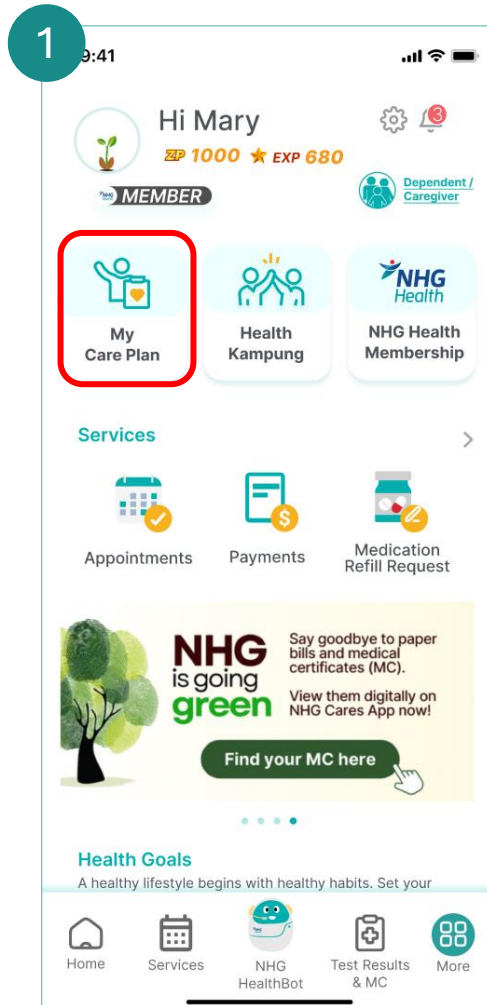 1
9:41
Hi Mary
3
ZP 1000 EXP 680
MEMBER
Dependent /
Caregiver
My
Care Plan
Health
Kampung
NHG
Health
NHG Health
Membership
Services
Appointments
Payments
Medication
Refill Request
NHG
is going
green
Say goodbye to paper
bills and medical
certificates (MC).
View them digitally on
NHG Cares App now!
Find your MC here
Health Goals
A healthy lifestyle begins with healthy habits. Set your
Home
Services
NHG
HealthBot
Test Results
& MC
More